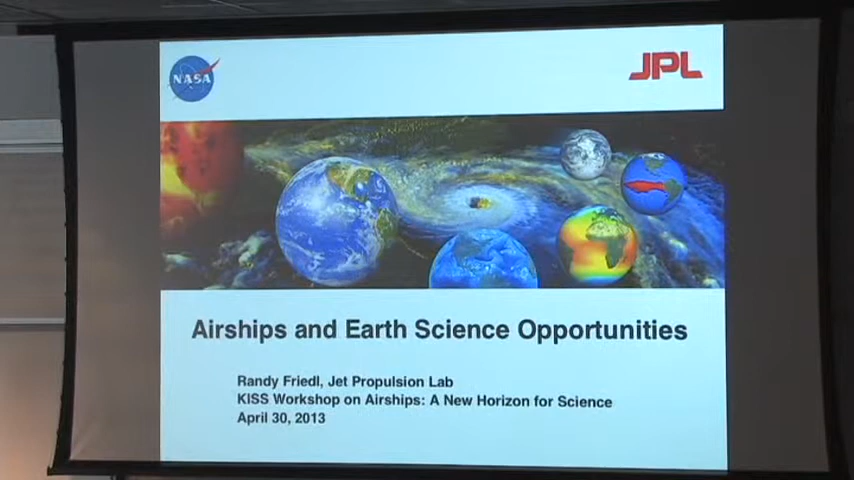 NASA
JPL
Airships and Earth Science Opportunities
Randy Friedl, Jet Propulsion Lab
KISS Workshop on Airships: A New Horizon for Science
April 30, 2013